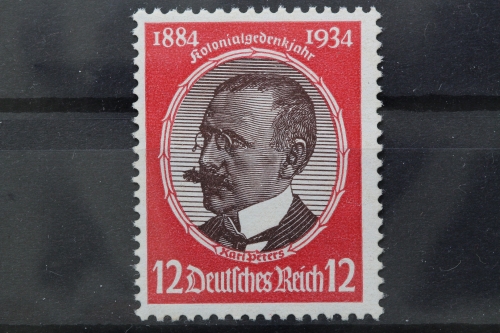 1884 1934
Kolonialgedenkjahr
Karl Peters
12 Deutsches Reich 12